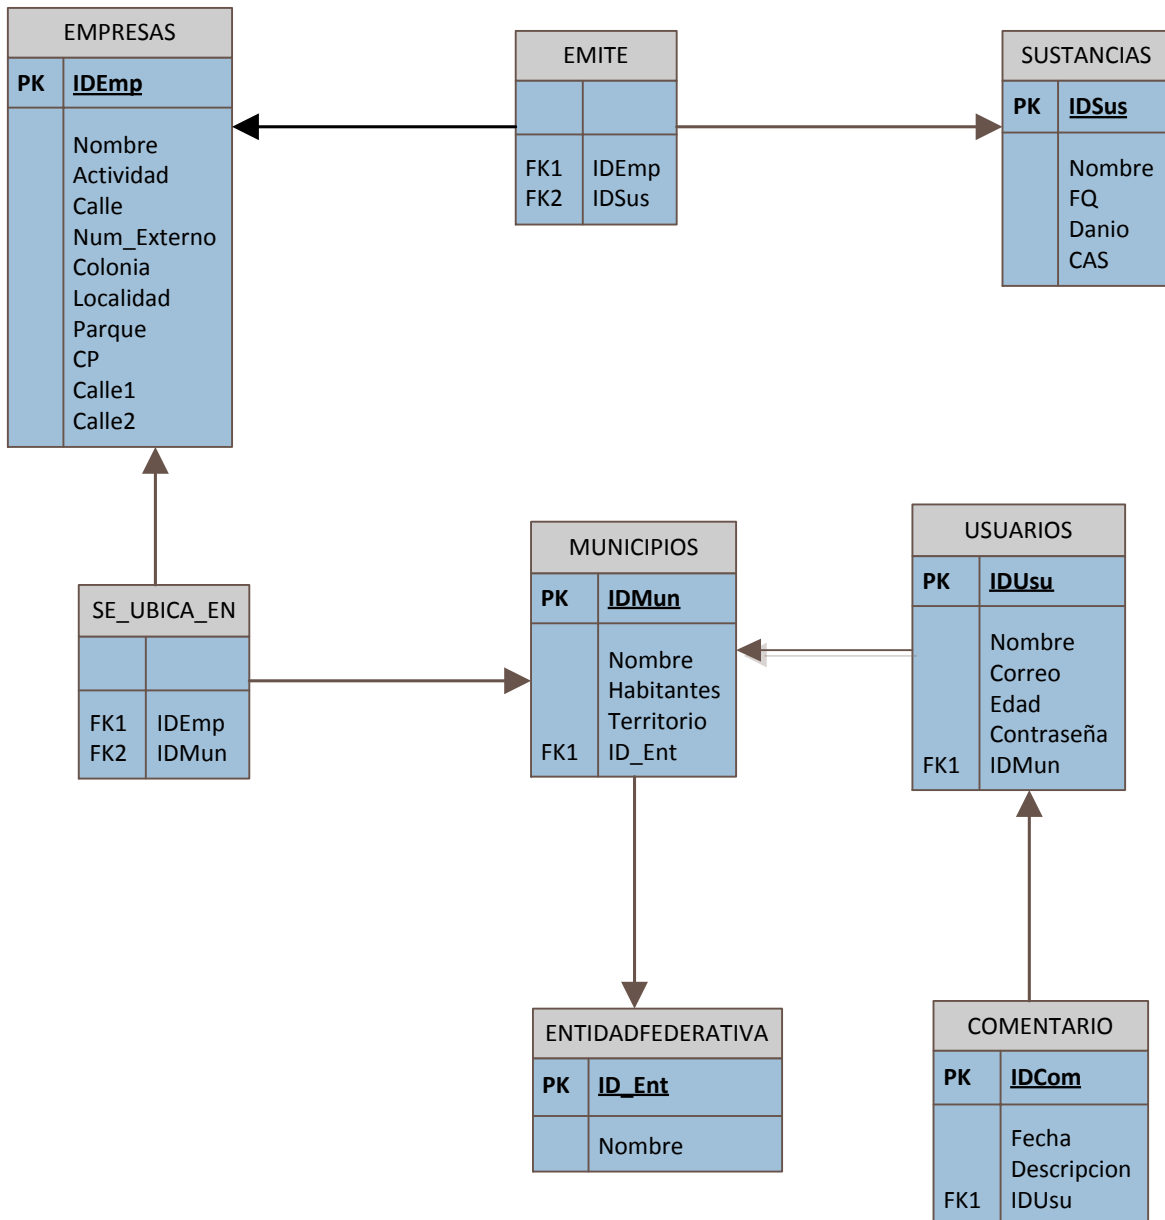 EMPRESAS
PK IDEmp
Nombre
Actividad
Calle
Num_Externo
Colonia
Localidad
Parque
CP
Calle1
Calle2
EMITE
FK1 IDEmp
FK2 IDSus
SUSTANCIAS
PK IDSus
Nombre
FQ
Danio
CAS
SE_UBICA_EN
FK1 IDEmp
FK2 IDMun
MUNICIPIOS
PK IDMun
Nombre
Habitantes
Territorio
FK1 ID_Ent
USUARIOS
PK IDUsu
Nombre
Correo
Edad
Contraseña
FK1 IDMun
ENTIDADFEDERATIVA
PK ID_Ent
Nombre
COMENTARIO
PK IDCom
Fecha
Descripcion
FK1 IDUsu